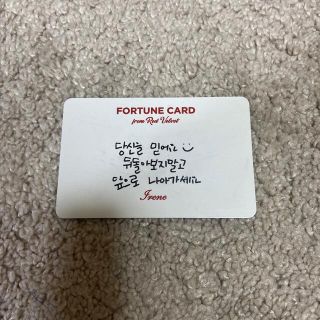 FORTUNE CARD
from Red Velvet
당신을 믿어요 :)
뒤돌아보지말고
앞으로 나아가세요
Irene